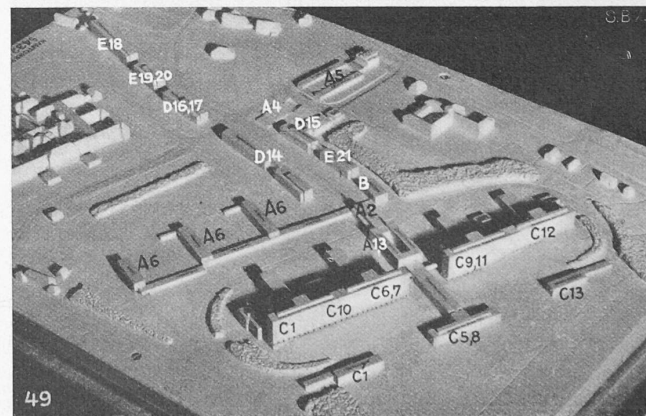 E18
E19,20
D16,17
A5
A4
D15
D14
E21
B
A2
A6
A6
A6
A13
C12
C9,11
C13
C6,7
C10
C1
C5,8
C1
49